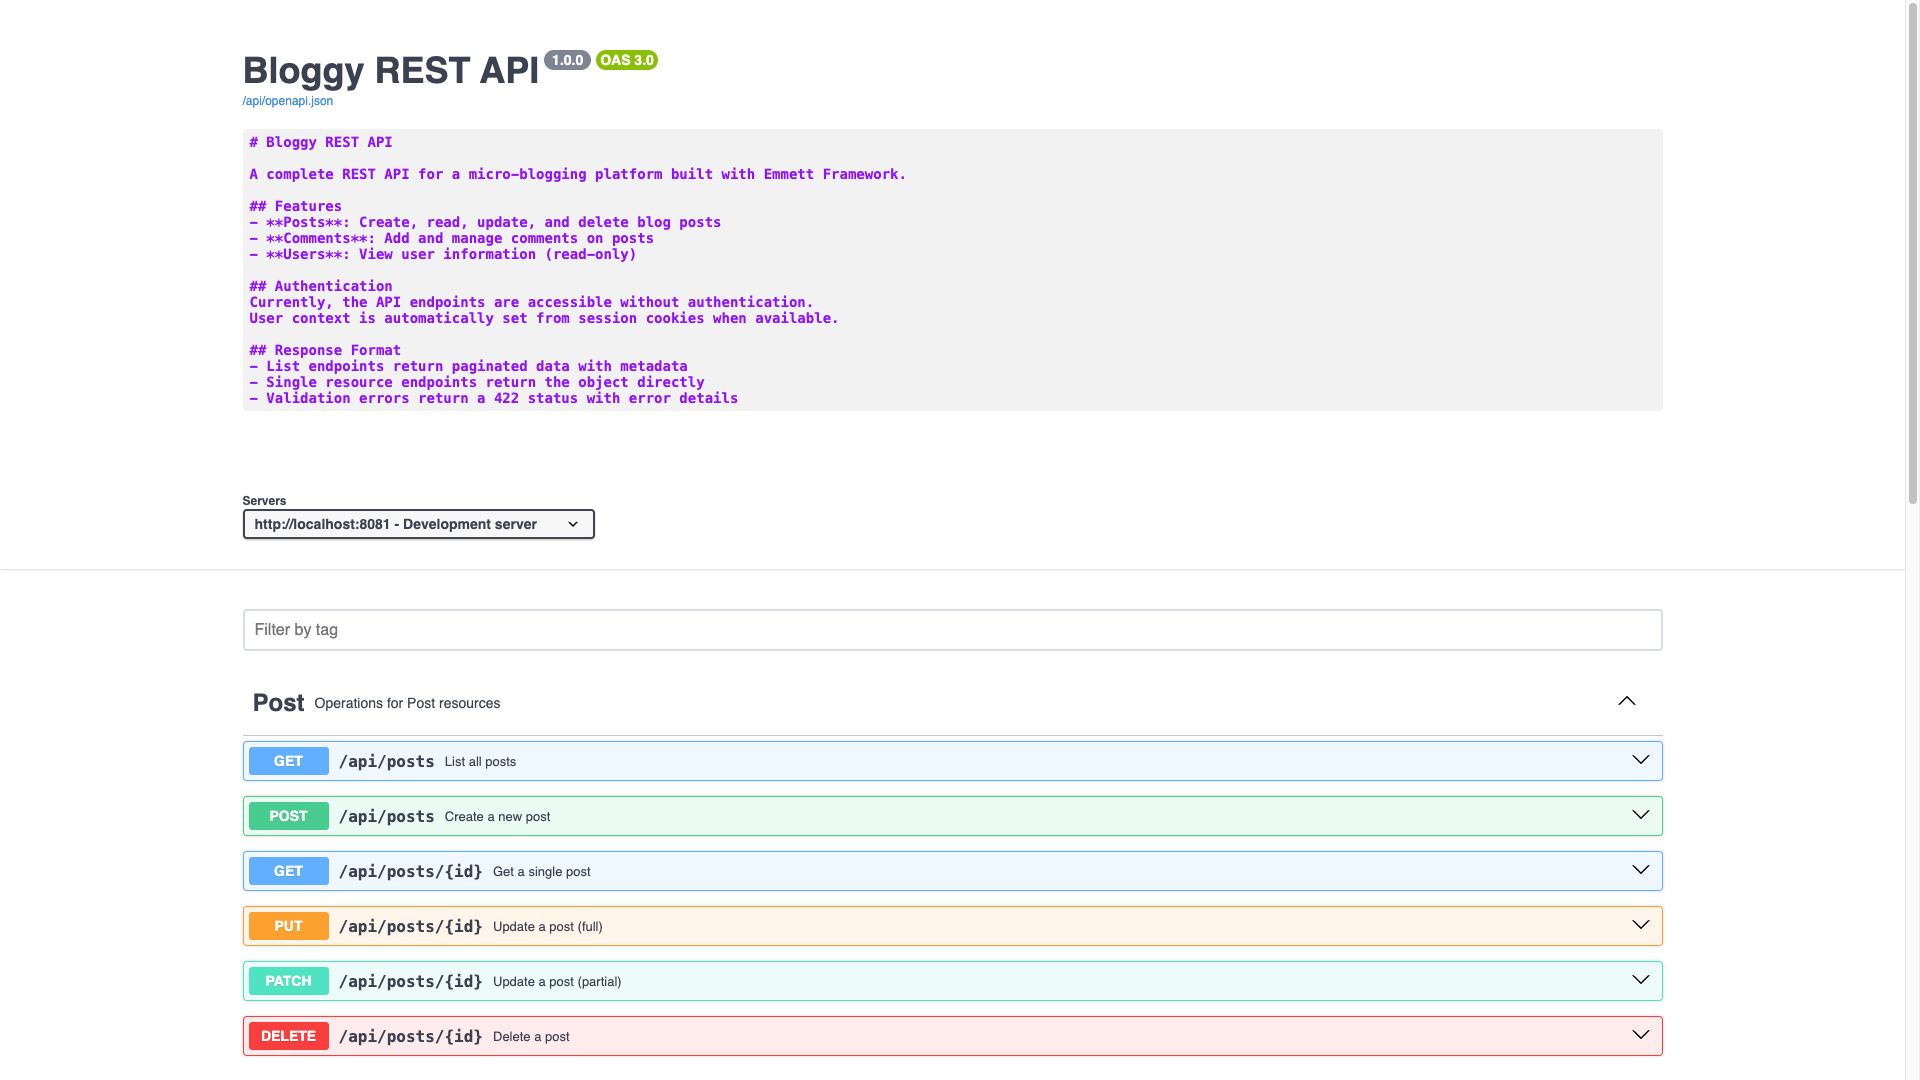 Bloggy REST API 1.0.0 OAS 3.0
/api/openapi.json
# Bloggy REST API
A complete REST API for a micro-blogging platform built with Emmett Framework.
## Features
- **Posts**: Create, read, update, and delete blog posts
- **Comments**: Add and manage comments on posts
- **Users**: View user information (read-only)
## Authentication
Currently, the API endpoints are accessible without authentication.
User context is automatically set from session cookies when available.
## Response Format
- List endpoints return paginated data with metadata
- Single resource endpoints return the object directly
- Validation errors return a 422 status with error details
Servers
http://localhost:8081 - Development server
Filter by tag
Post Operations for Post resources
GET /api/posts List all posts
POST /api/posts Create a new post
GET /api/posts/{id} Get a single post
PUT /api/posts/{id} Update a post (full)
PATCH /api/posts/{id} Update a post (partial)
DELETE /api/posts/{id} Delete a post